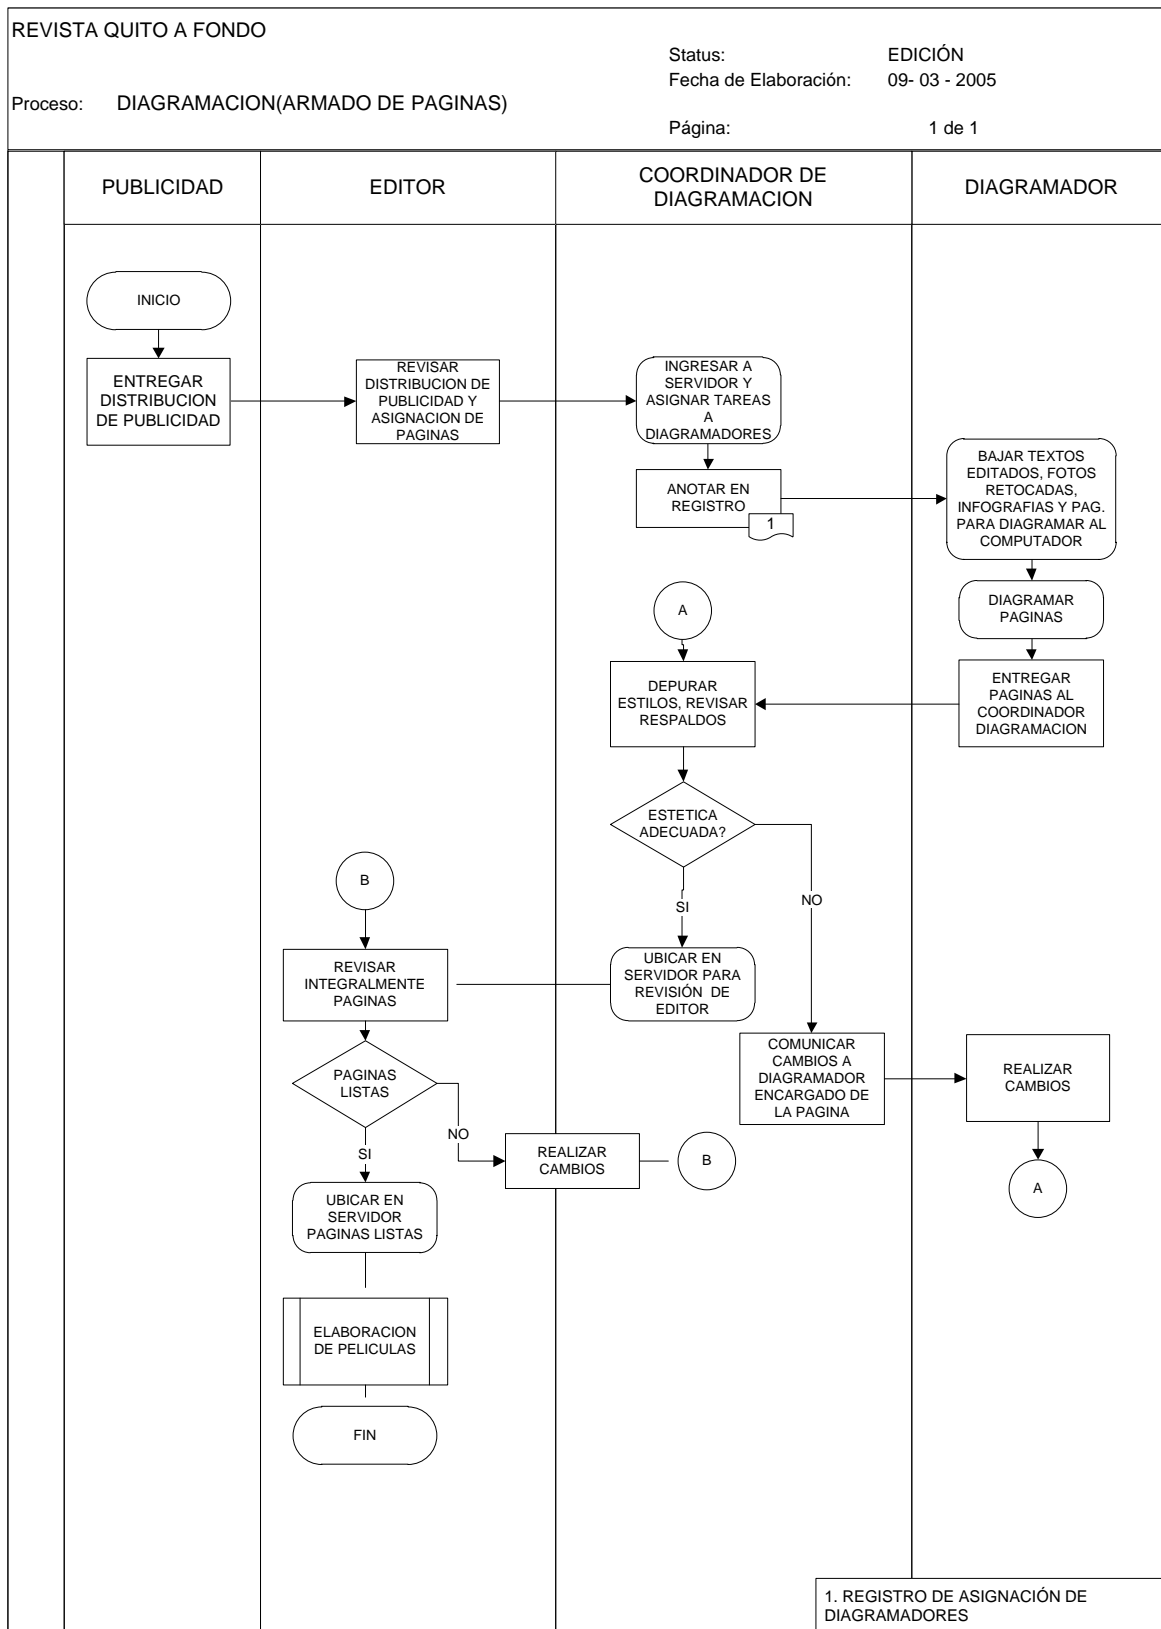 REVISTA QUITO A FONDO
Status: EDICIÓN
Fecha de Elaboración: 09- 03 - 2005
Proceso: DIAGRAMACION(ARMADO DE PAGINAS)
Página: 1 de 1
PUBLICIDAD
EDITOR
COORDINADOR DE
DIAGRAMACION
DIAGRAMADOR
INICIO
ENTREGAR
DISTRIBUCION
DE PUBLICIDAD
REVISAR
DISTRIBUCION DE
PUBLICIDAD Y
ASIGNACION DE
PAGINAS
INGRESAR A
SERVIDOR Y
ASIGNAR TAREAS
A
DIAGRAMADORES
ANOTAR EN
REGISTRO
1
BAJAR TEXTOS
EDITADOS, FOTOS
RETOCADAS,
INFOGRAFIAS Y PAG.
PARA DIAGRAMAR AL
COMPUTADOR
DIAGRAMAR
PAGINAS
ENTREGAR
PAGINAS AL
COORDINADOR
DIAGRAMACION
A
DEPURAR
ESTILOS, REVISAR
RESPALDOS
ESTETICA
ADECUADA?
SI
NO
UBICAR EN
SERVIDOR PARA
REVISIÓN DE
EDITOR
COMUNICAR
CAMBIOS A
DIAGRAMADOR
ENCARGADO DE
LA PAGINA
REALIZAR
CAMBIOS
A
B
REVISAR
INTEGRALMENTE
PAGINAS
PAGINAS
LISTAS
NO
SI
REALIZAR
CAMBIOS
B
UBICAR EN
SERVIDOR
PAGINAS LISTAS
ELABORACION
DE PELICULAS
FIN
1. REGISTRO DE ASIGNACIÓN DE
DIAGRAMADORES